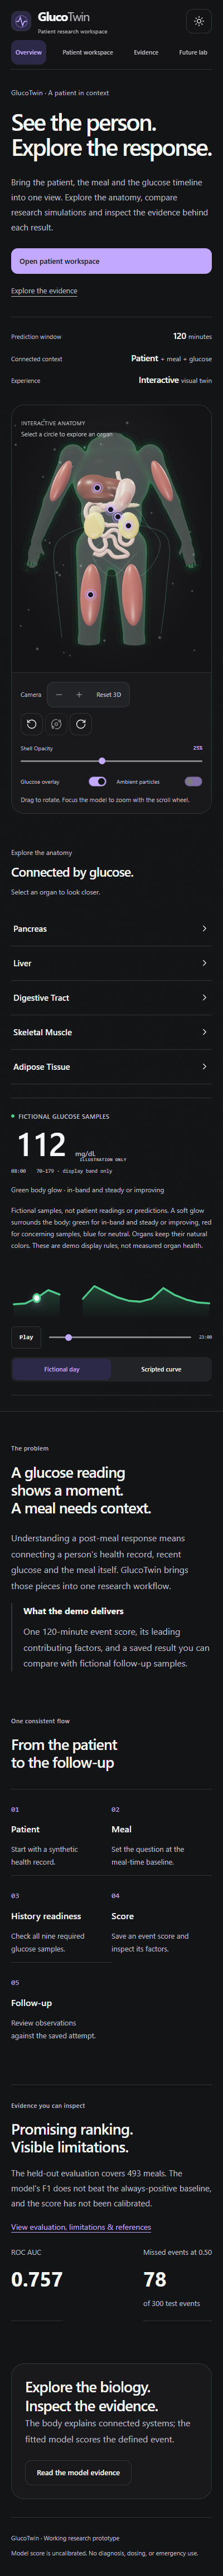 GlucoTwin
Patient research workspace
Overview
Patient workspace
Evidence
Future lab
GlucoTwin · A patient in context
See the person.
Explore the response.
Bring the patient, the meal and the glucose timeline
into one view. Explore the anatomy, compare
research simulations and inspect the evidence behind
each result.
Open patient workspace
Explore the evidence
Prediction window
120 minutes
Connected context
Patient + meal + glucose
Experience
Interactive visual twin
INTERACTIVE ANATOMY
Select a circle to explore an organ
Camera
−
+
Reset 3D
Shell Opacity
25%
Glucose overlay
Ambient particles
Drag to rotate. Focus the model to zoom with the scroll wheel.
Explore the anatomy
Connected by glucose.
Select an organ to look closer.
Pancreas
Liver
Digestive Tract
Skeletal Muscle
Adipose Tissue
FICTIONAL GLUCOSE SAMPLES
112 mg/dL
ILLUSTRATION ONLY
08:00 70–179 · display band only
Green body glow · in-band and steady or improving
Fictional samples, not patient readings or predictions. A soft glow
surrounds the body: green for in-band and steady or improving, red
for concerning samples, blue for neutral. Organs keep their natural
colors. These are demo display rules, not measured organ health.
Play
23:00
Fictional day
Scripted curve
The problem
A glucose reading
shows a moment.
A meal needs context.
Understanding a post-meal response means
connecting a person's health record, recent
glucose and the meal itself. GlucoTwin brings
those pieces into one research workflow.
What the demo delivers
One 120-minute event score, its leading
contributing factors, and a saved result you can
compare with fictional follow-up samples.
One consistent flow
From the patient
to the follow-up
01
Patient
Start with a synthetic
health record.
02
Meal
Set the question at the
meal-time baseline.
03
History readiness
Check all nine required
glucose samples.
04
Score
Save an event score and
inspect its factors.
05
Follow-up
Review observations
against the saved attempt.
Evidence you can inspect
Promising ranking.
Visible limitations.
The held-out evaluation covers 493 meals. The
model's F1 does not beat the always-positive baseline,
and the score has not been calibrated.
View evaluation, limitations & references
ROC AUC
0.757
Missed events at 0.50
78
of 300 test events
Explore the biology.
Inspect the evidence.
The body explains connected systems; the
fitted model scores the defined event.
Read the model evidence
GlucoTwin · Working research prototype
Model score is uncalibrated. No diagnosis, dosing, or emergency use.